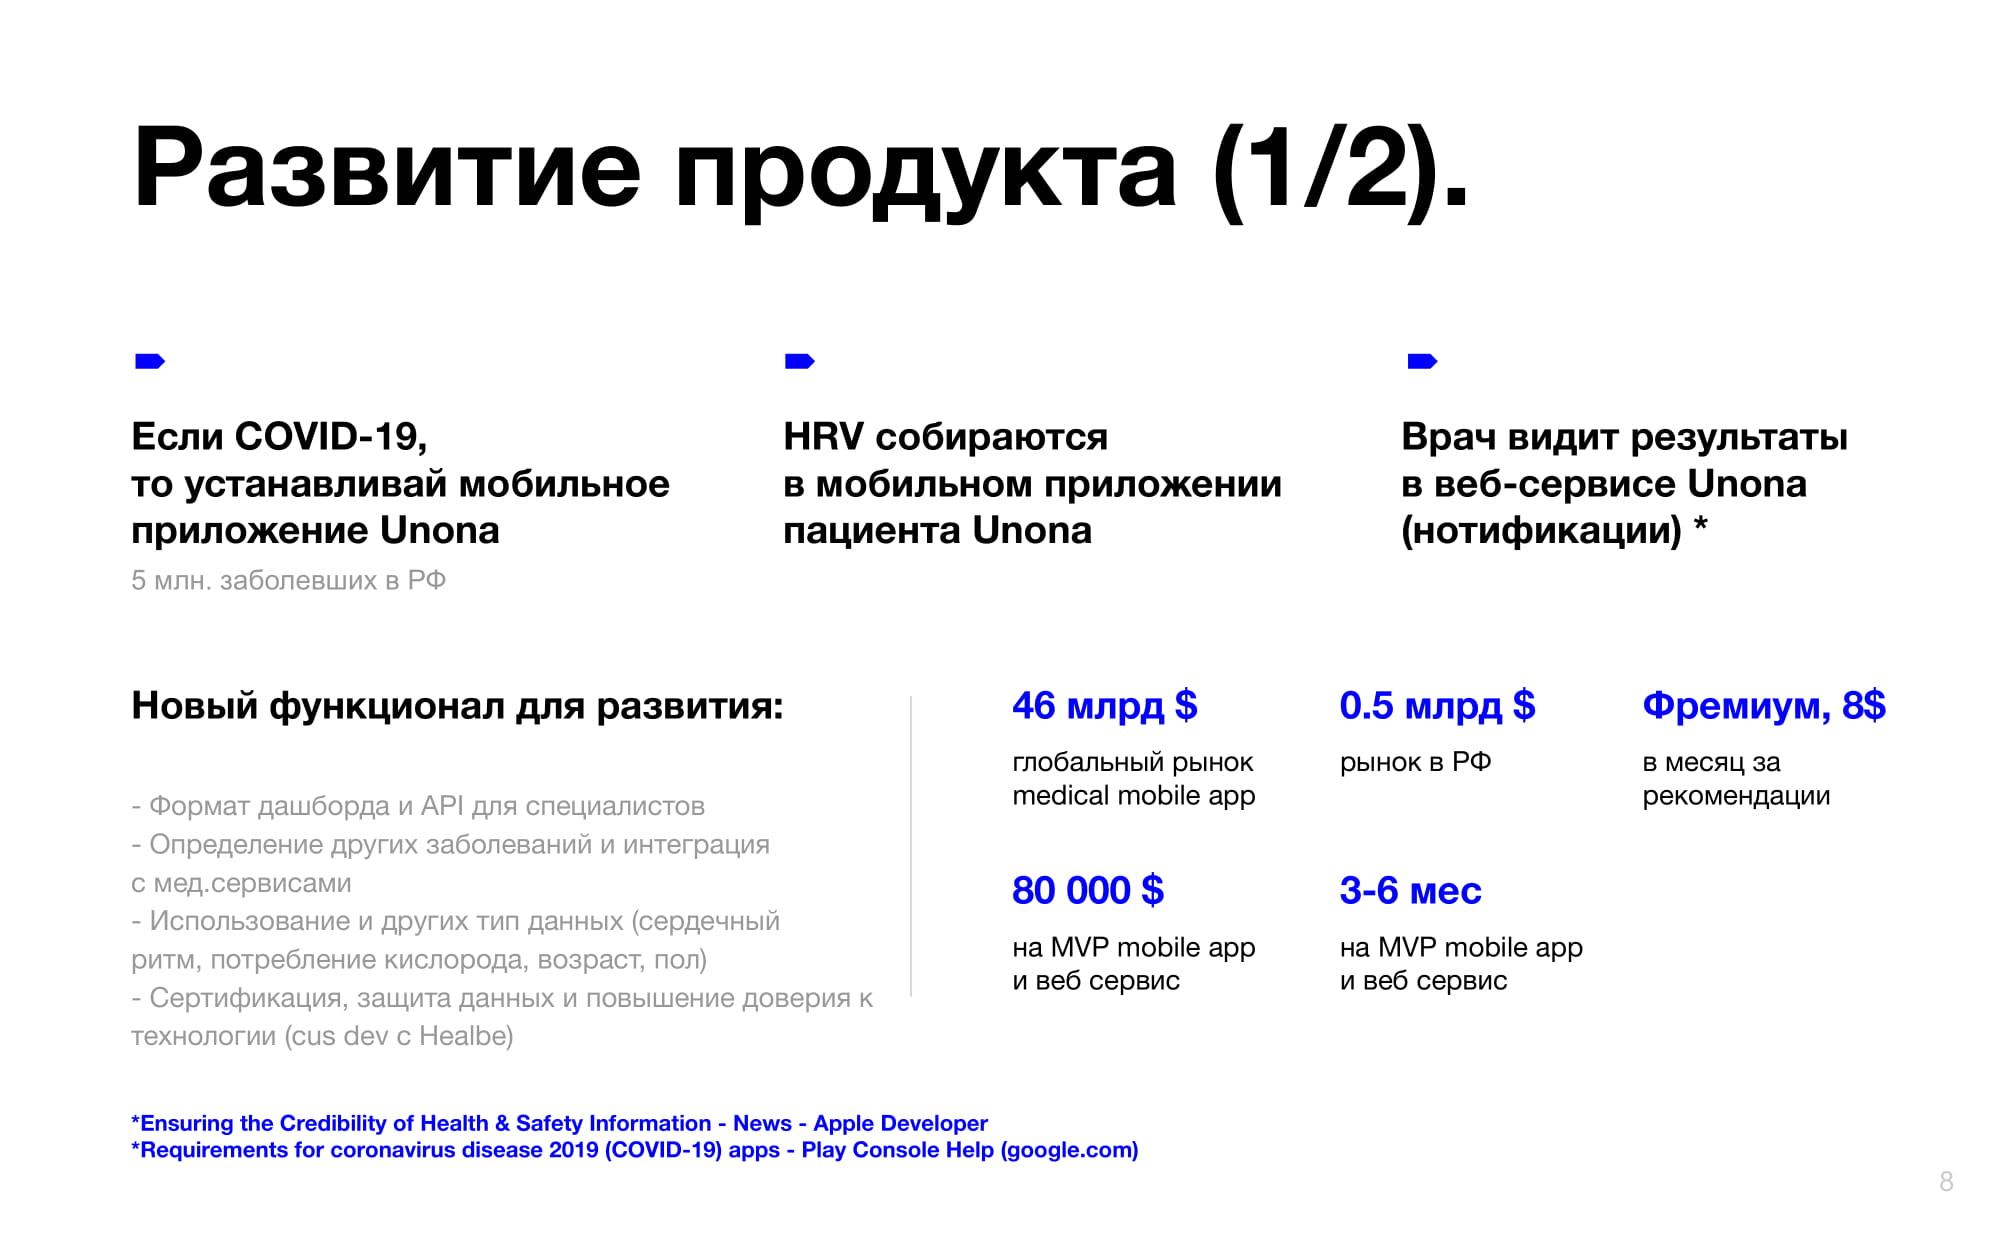 Развитие продукта (1/2).
Если COVID-19,
то устанавливай мобильное
приложение Unona
5 млн. заболевших в РФ
HRV собираются
в мобильном приложении
пациента Unona
Врач видит результаты
в веб-сервисе Unona
(нотификации) *
Новый функционал для развития:
- Формат дашборда и API для специалистов
- Определение других заболеваний и интеграция
с мед.сервисами
- Использование и других тип данных (сердечный
ритм, потребление кислорода, возраст, пол)
- Сертификация, защита данных и повышение доверия к
технологии (cus dev с Healbe)
46 млрд $
глобальный рынок
medical mobile app
0.5 млрд $
рынок в РФ
Фремиум, 8$
в месяц за
рекомендации
80 000 $
на MVP mobile app
и веб сервис
3-6 мес
на MVP mobile app
и веб сервис
*Ensuring the Credibility of Health & Safety Information - News - Apple Developer
*Requirements for coronavirus disease 2019 (COVID-19) apps - Play Console Help (google.com)
8